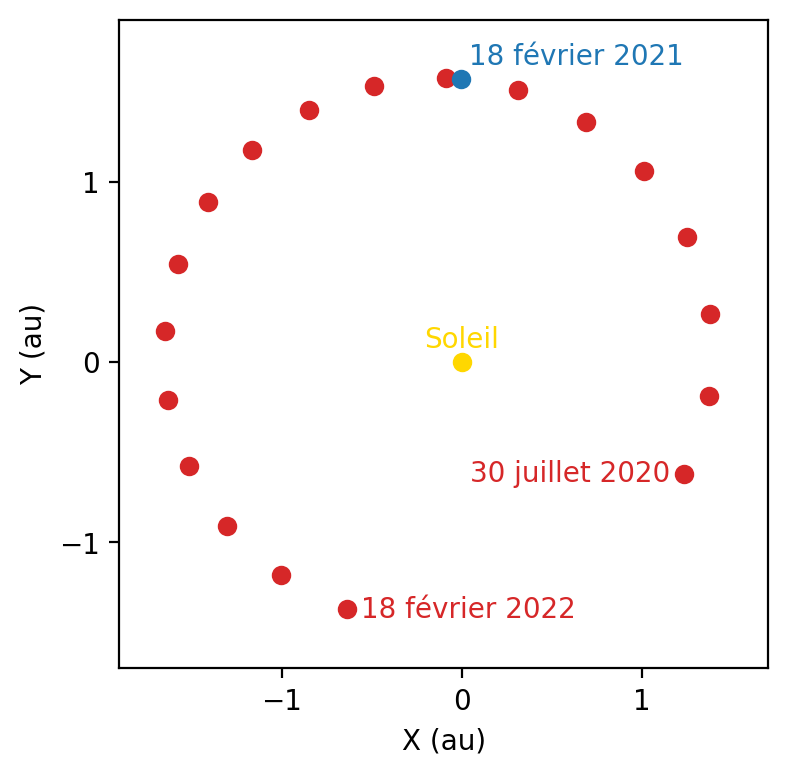 18 février 2021
1
Y (au)
Soleil
0
30 juillet 2020
−1
18 février 2022
−1
0
1
X (au)